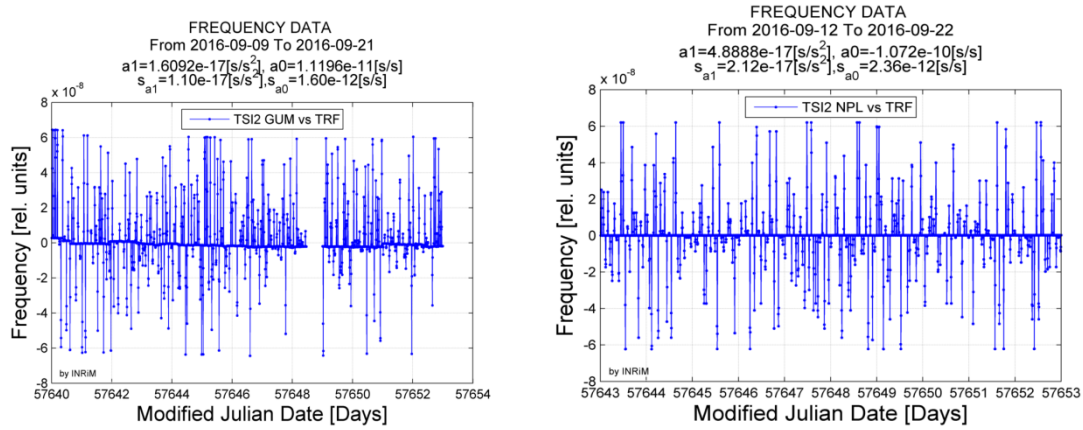 FREQUENCY DATA
From 2016-09-09 To 2016-09-21
a1=1.6092e-17[s/s²], a0=1.1196e-11[s/s]
s_a1=1.10e-17[s/s²],s_a0=1.60e-12[s/s]
x 10⁻⁸
TSI2 GUM vs TRF
8
6
4
2
0
-2
-4
-6
-8
Frequency [rel. units]
by INRiM
57640 57642 57644 57646 57648 57650 57652 57654
Modified Julian Date [Days]
FREQUENCY DATA
From 2016-09-12 To 2016-09-22
a1=4.8888e-17[s/s²], a0=-1.072e-10[s/s]
s_a1=2.12e-17[s/s²],s_a0=2.36e-12[s/s]
x 10⁻⁸
TSI2 NPL vs TRF
8
6
4
2
0
-2
-4
-6
-8
Frequency [rel. units]
by INRiM
57643 57644 57645 57646 57647 57648 57649 57650 57651 57652 57653
Modified Julian Date [Days]